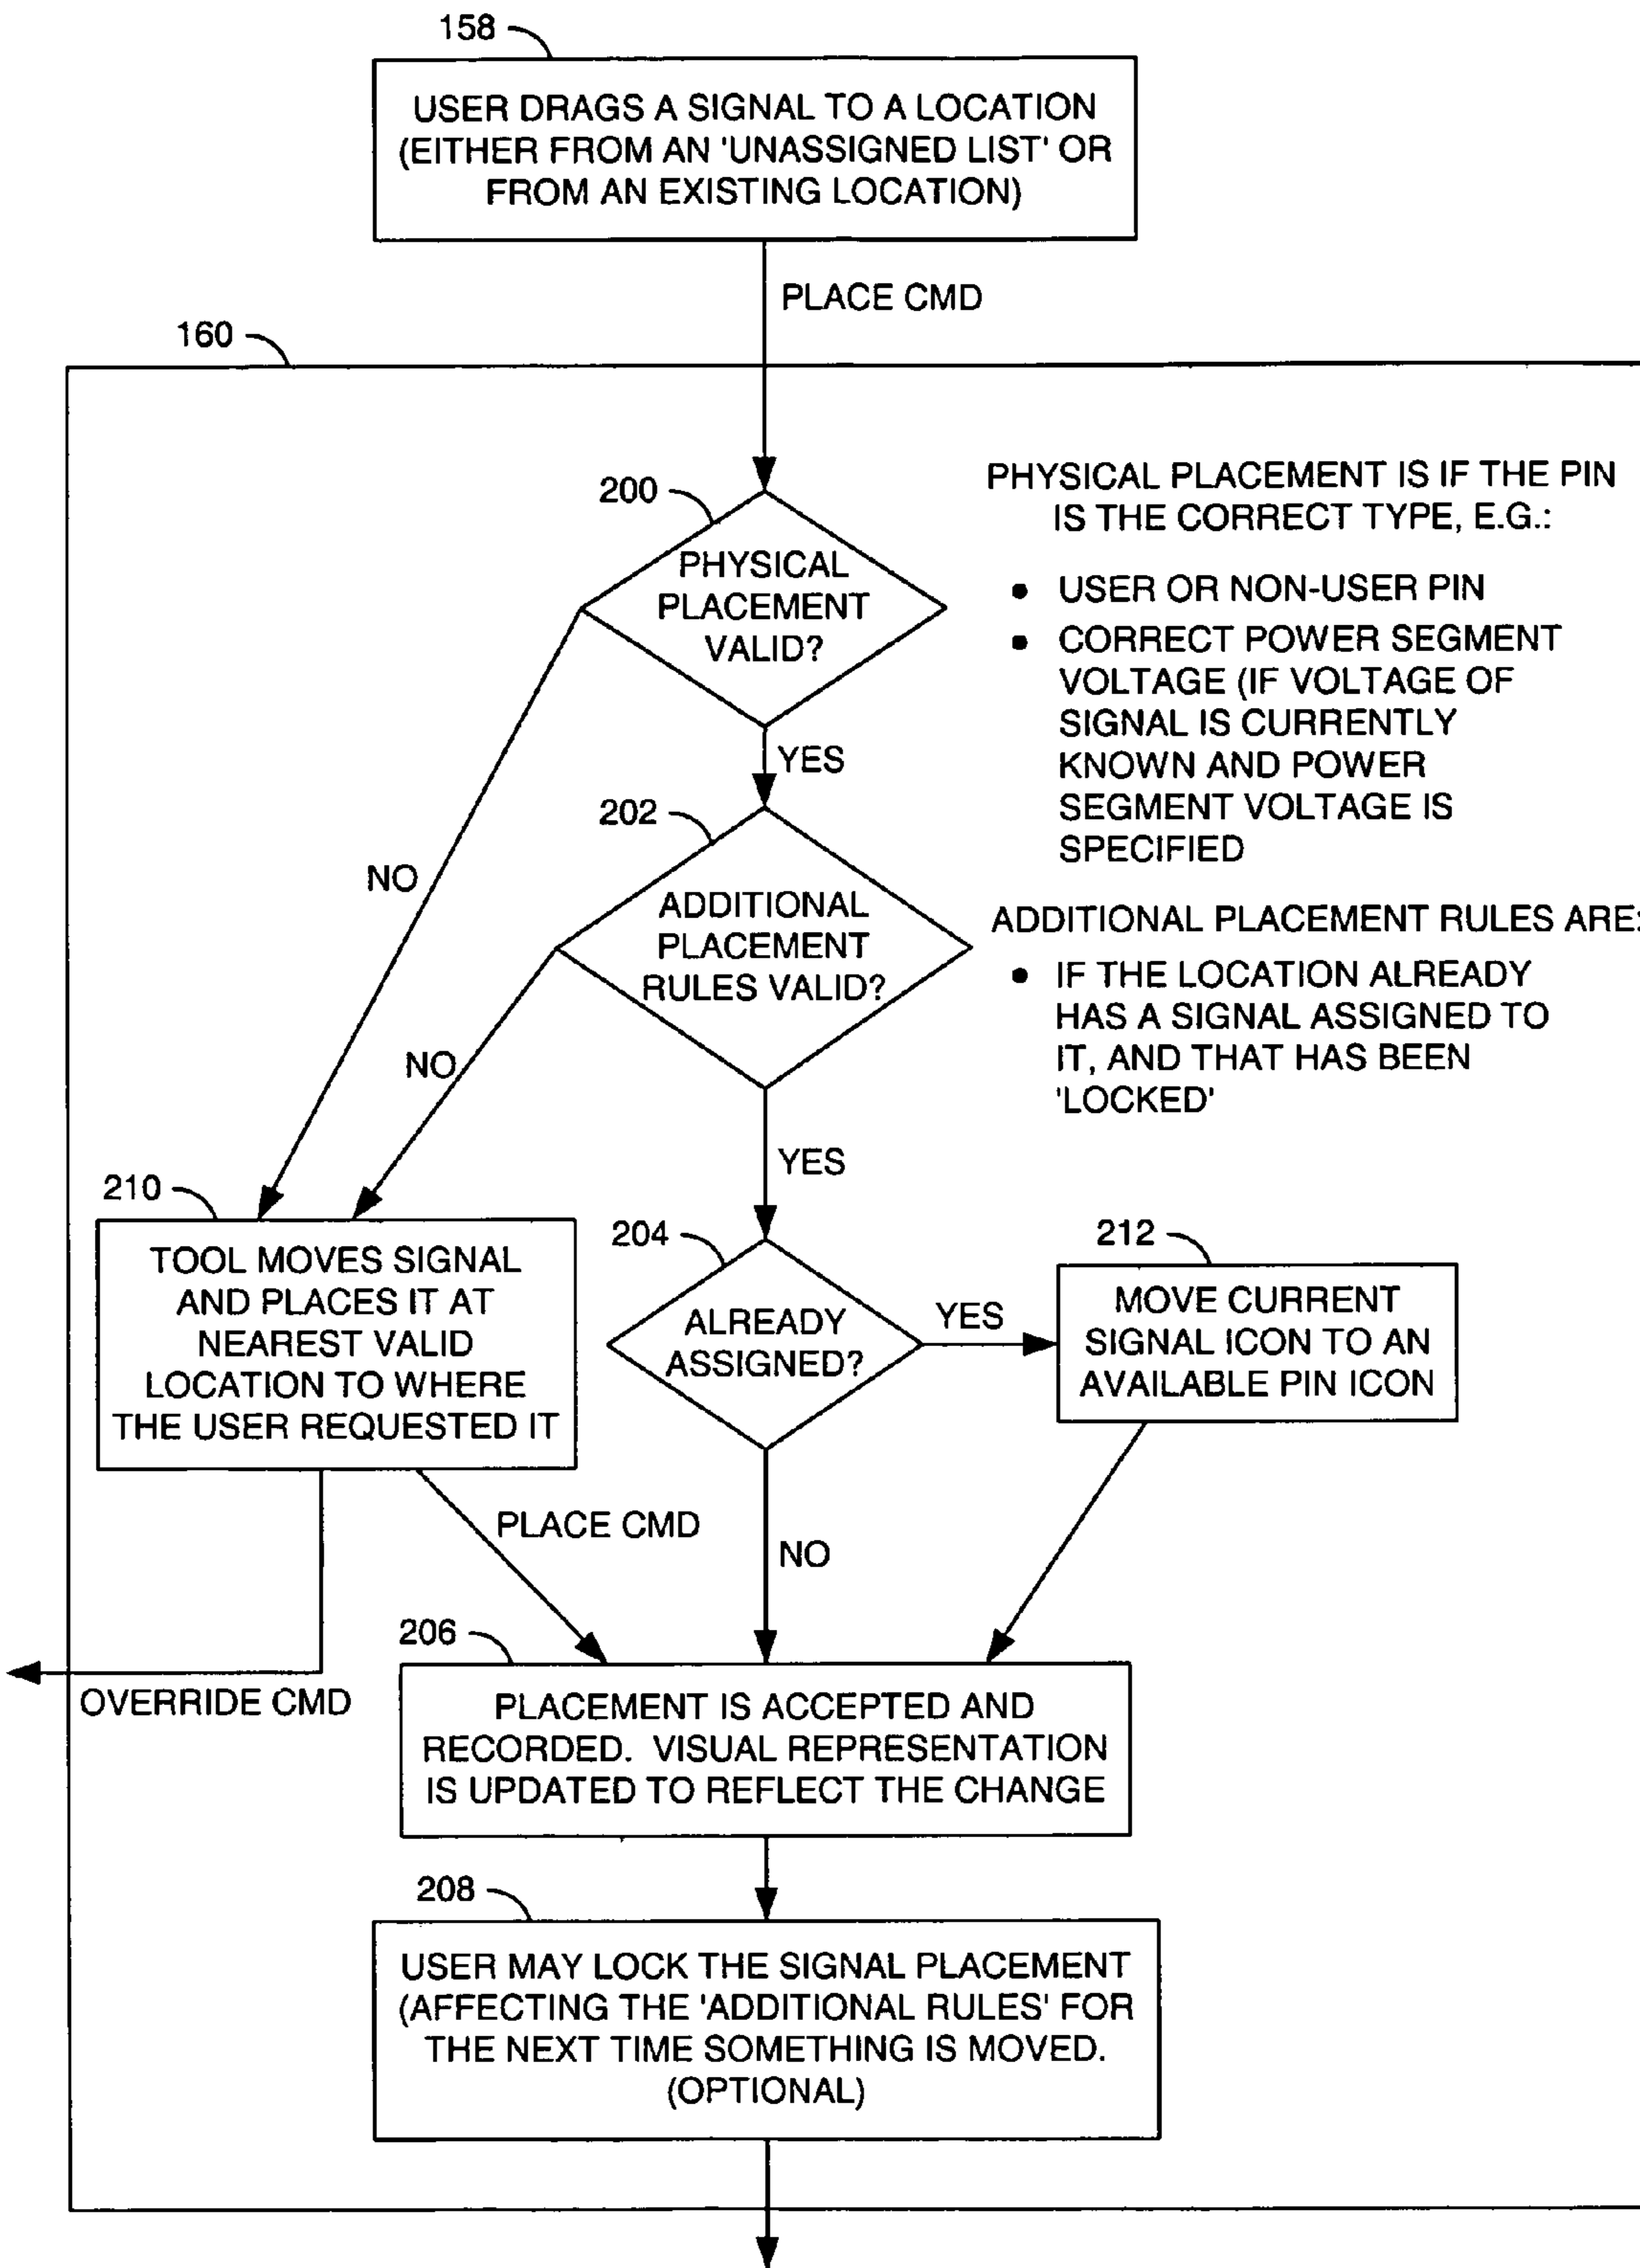 158
USER DRAGS A SIGNAL TO A LOCATION
(EITHER FROM AN 'UNASSIGNED LIST' OR
FROM AN EXISTING LOCATION)
PLACE CMD
160
200
PHYSICAL
PLACEMENT
VALID?
PHYSICAL PLACEMENT IS IF THE PIN
IS THE CORRECT TYPE, E.G.:
• USER OR NON-USER PIN
• CORRECT POWER SEGMENT
VOLTAGE (IF VOLTAGE OF
SIGNAL IS CURRENTLY
KNOWN AND POWER
SEGMENT VOLTAGE IS
SPECIFIED
YES
NO
202
ADDITIONAL
PLACEMENT
RULES VALID?
ADDITIONAL PLACEMENT RULES ARE:
• IF THE LOCATION ALREADY
HAS A SIGNAL ASSIGNED TO
IT, AND THAT HAS BEEN
'LOCKED'
NO
YES
210
TOOL MOVES SIGNAL
AND PLACES IT AT
NEAREST VALID
LOCATION TO WHERE
THE USER REQUESTED IT
204
ALREADY
ASSIGNED?
YES
212
MOVE CURRENT
SIGNAL ICON TO AN
AVAILABLE PIN ICON
PLACE CMD
NO
OVERRIDE CMD
206
PLACEMENT IS ACCEPTED AND
RECORDED. VISUAL REPRESENTATION
IS UPDATED TO REFLECT THE CHANGE
208
USER MAY LOCK THE SIGNAL PLACEMENT
(AFFECTING THE 'ADDITIONAL RULES' FOR
THE NEXT TIME SOMETHING IS MOVED.
(OPTIONAL)